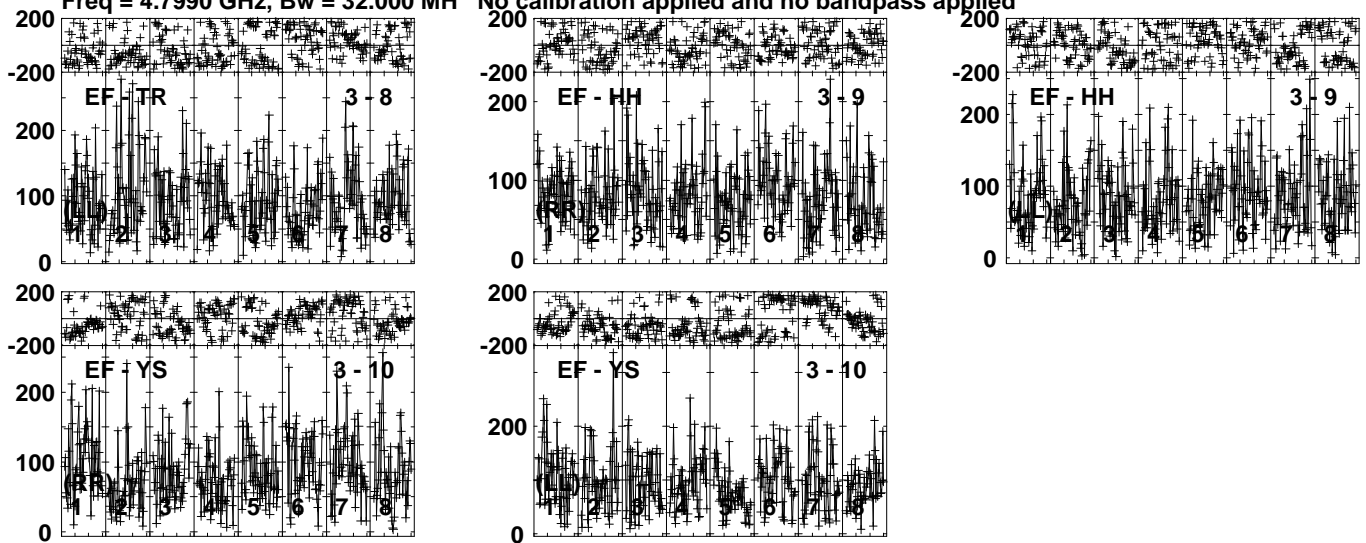 Freq = 4.7990 GHz, Bw = 32.000 MH No calibration applied and no bandpass applied
200
-200
EF - TR 3 - 8
200
100
0
(LL)
1 2 3 4 5 6 7 8
200
-200
EF - HH 3 - 9
200
100
0
(RR)
1 2 3 4 5 6 7 8
200
-200
EF - HH 3 - 9
200
100
0
(LL)
1 2 3 4 5 6 7 8
200
-200
EF - YS 3 - 10
200
100
0
(RR)
1 2 3 4 5 6 7 8
200
-200
EF - YS 3 - 10
200
100
0
(LL)
1 2 3 4 5 6 7 8